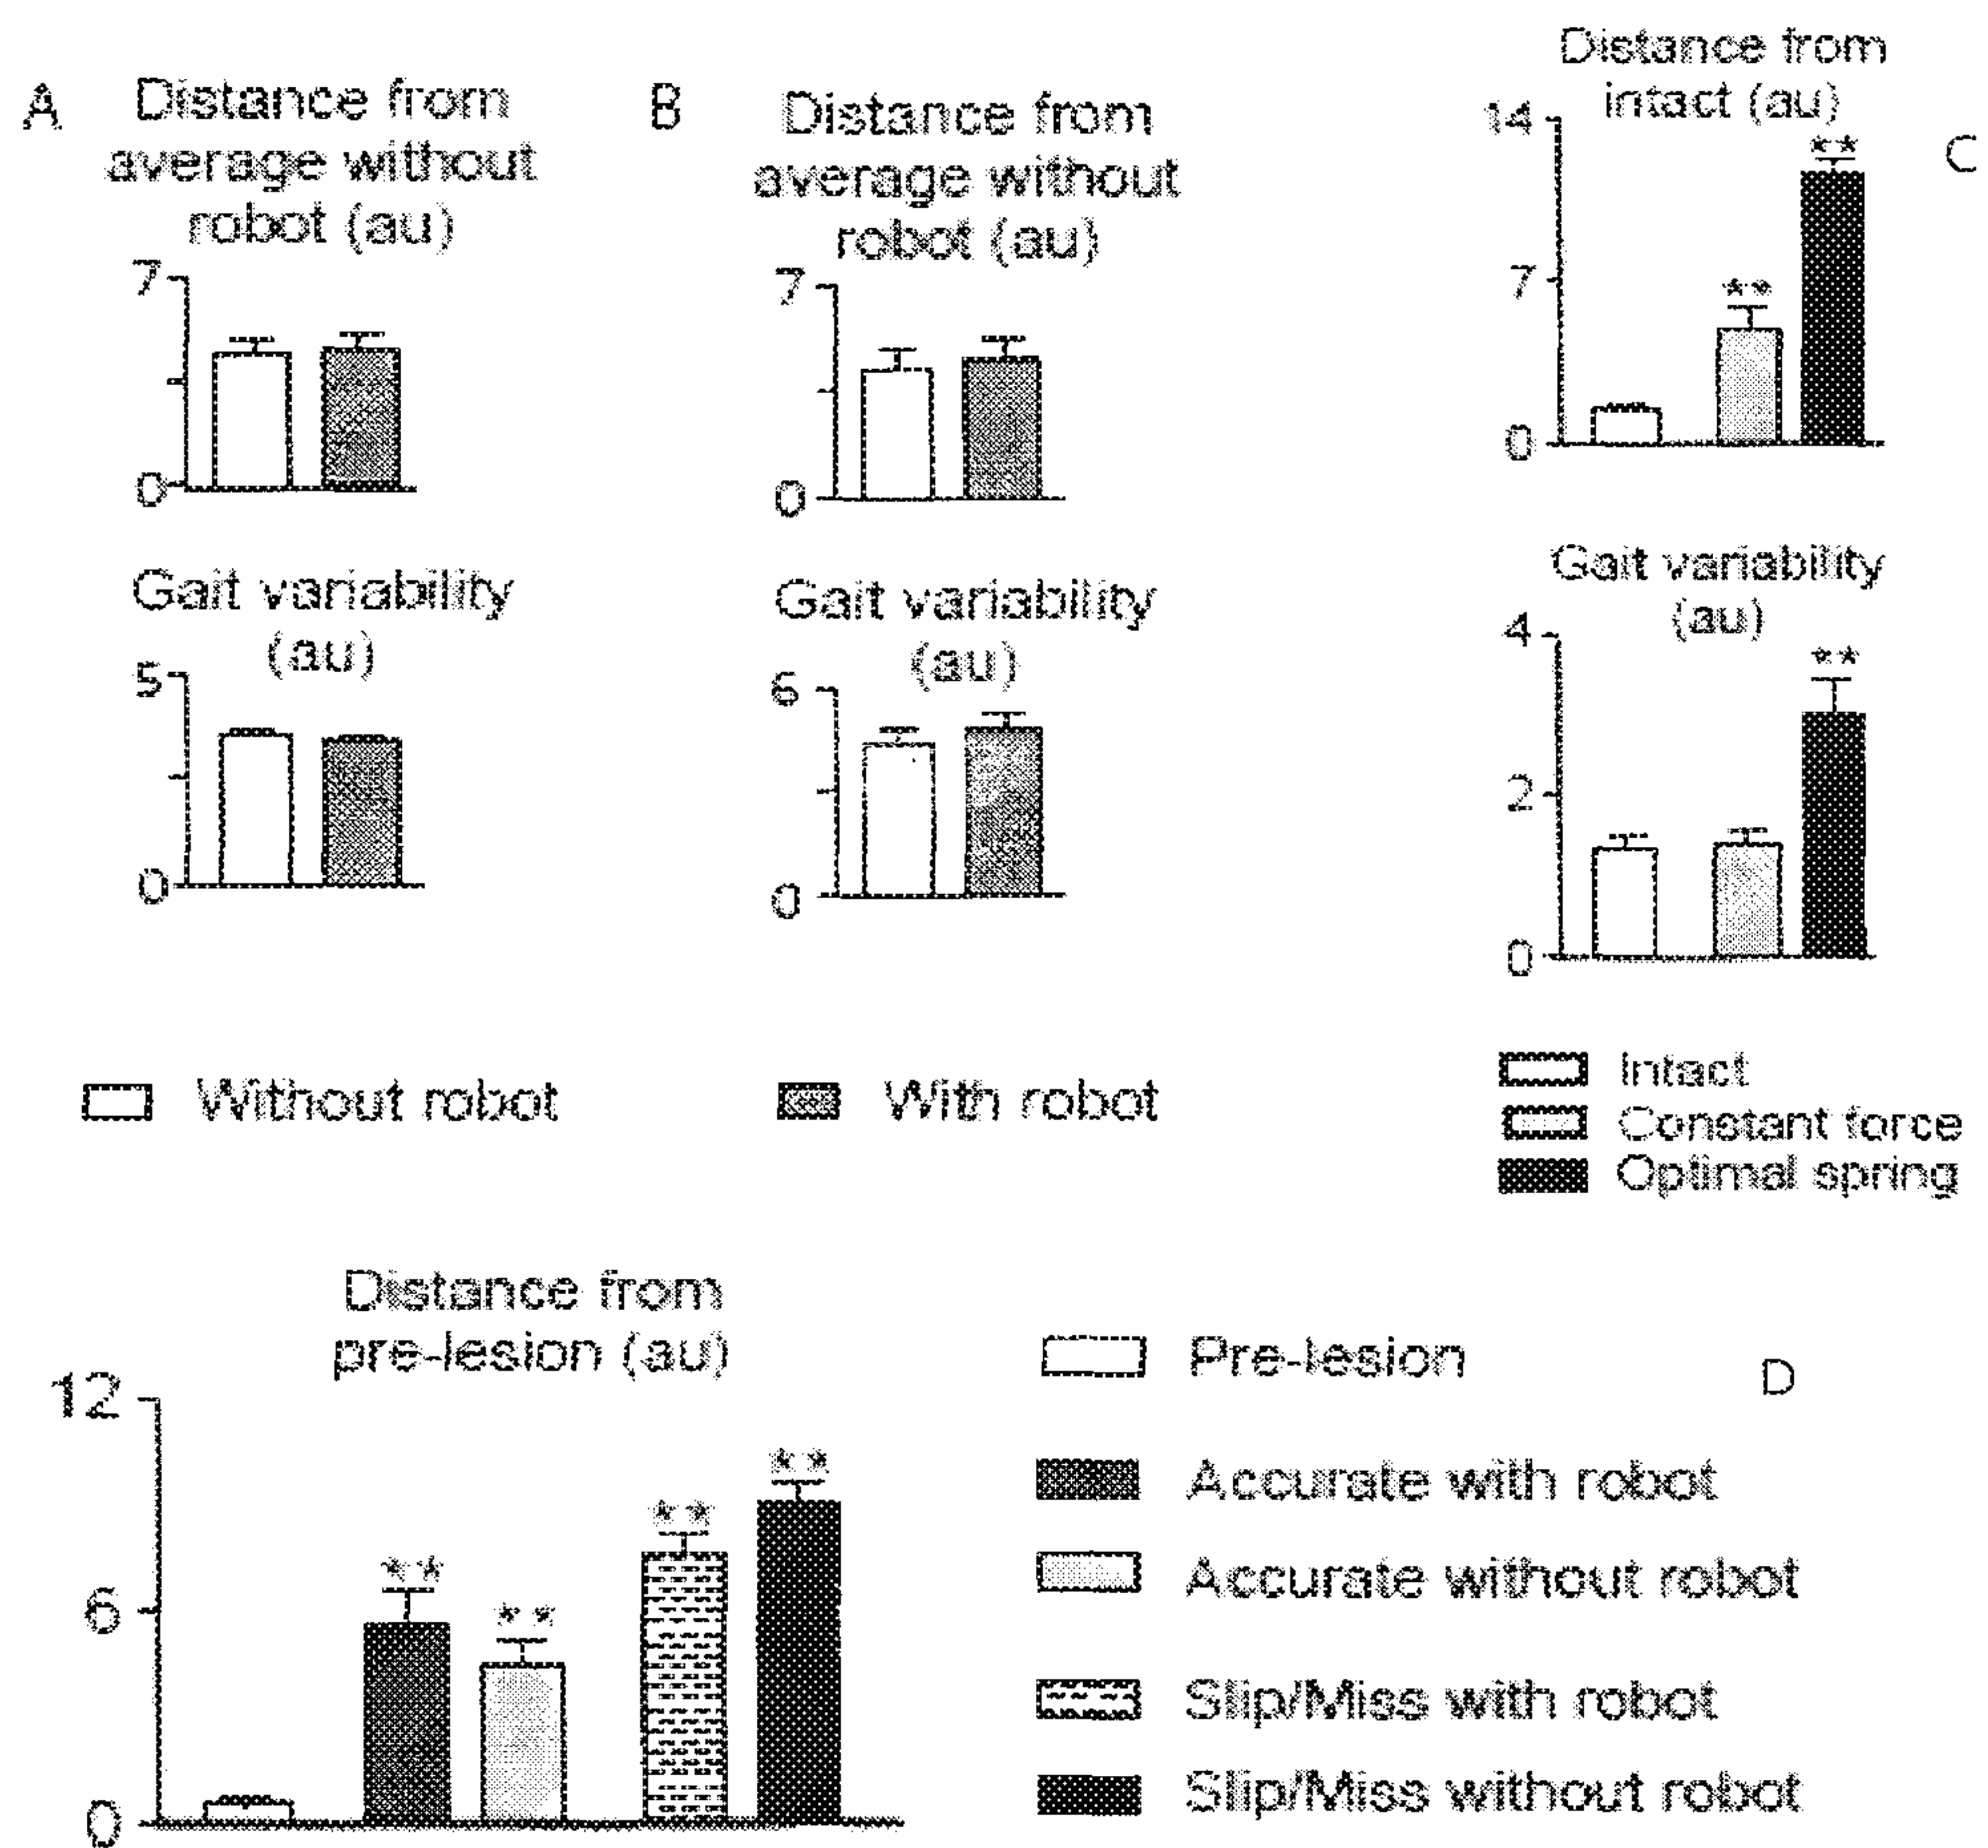 A
Distance from
average without
robot (au)
7
0
Gait variability
(au)
5
0
B
Distance from
average without
robot (au)
7
0
Gait variability
(au)
6
0
Without robot
With robot
C
Distance from
intact (au)
14
7
0
**
**
Gait variability
(au)
4
2
0
**
Intact
Constant force
Optimal spring
Distance from
pre-lesion (au)
12
6
0
**
**
**
**
D
Pre-lesion
Accurate with robot
Accurate without robot
Slip/Miss with robot
Slip/Miss without robot